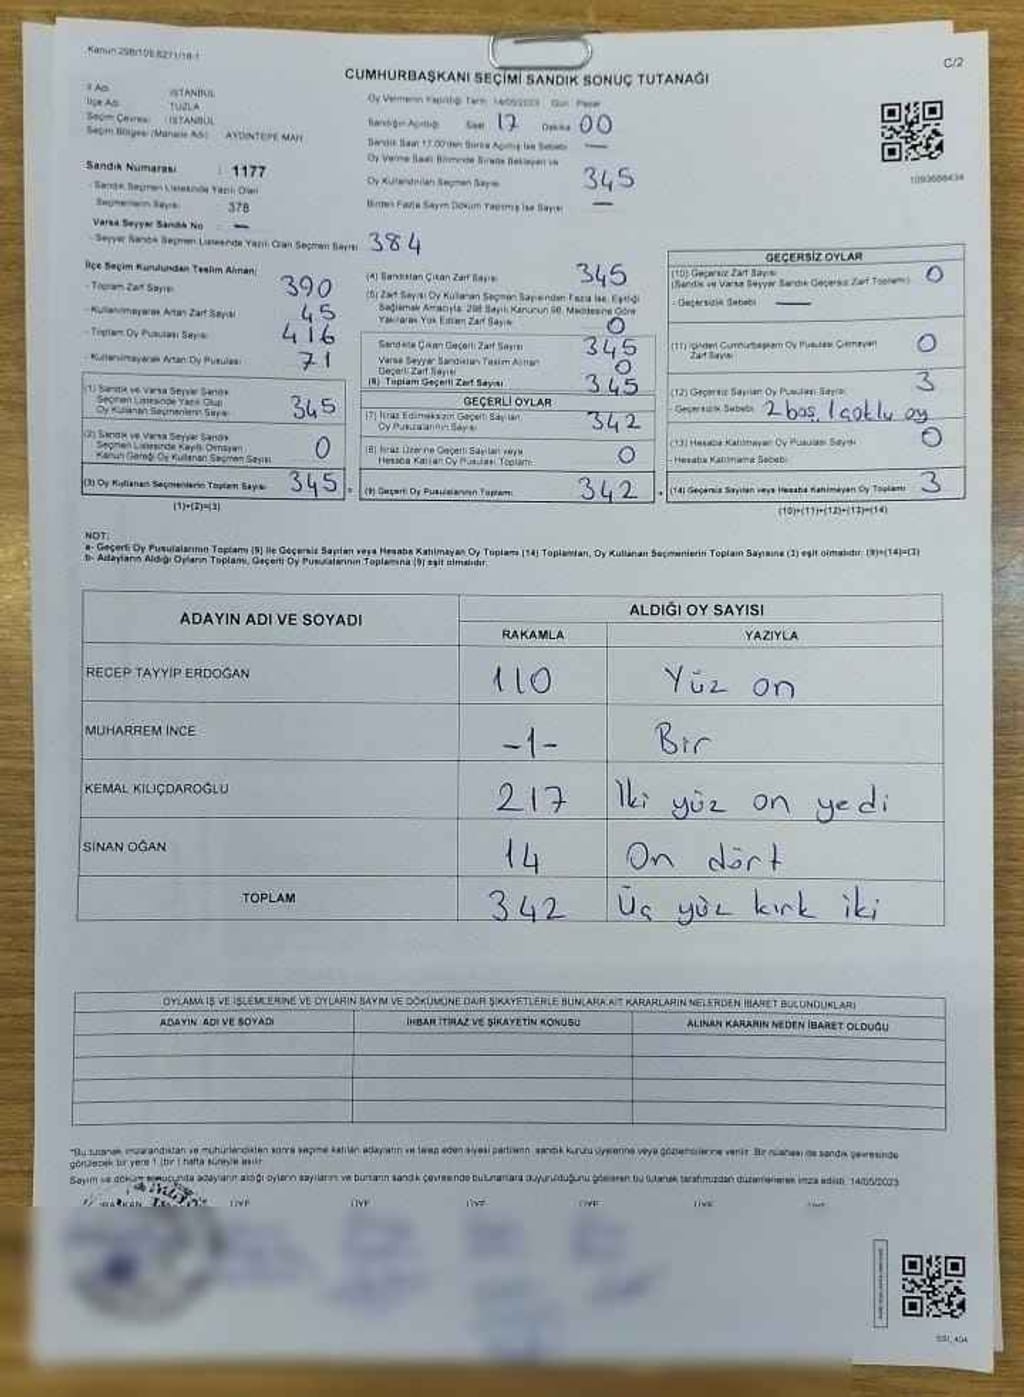 Kanun:298/105,6271/18-1
C/2
CUMHURBAŞKANI SEÇİMİ SANDIK SONUÇ TUTANAĞI
İl Adı İSTANBUL
İlçe Adı TUZLA
Seçim Çevresi İSTANBUL
Seçim Bölgesi (Mahalle Adı) AYDINTEPE MAH
Sandık Numarası : 1177
- Sandık Seçmen Listesinde Yazılı Olan
Seçmenlerin Sayısı 378
Varsa Seyyar Sandık No : —
- Seyyar Sandık Seçmen Listesinde Yazılı Olan Seçmen Sayısı 384
Oy Vermenin Yapıldığı Tarih 14/05/2023 Gün Pazar
Sandığın Açıldığı Saat 17 Dakika 00
Sandık Saat 17.00'den Sonra Açılmış İse Sebebi —
Oy Verme Saati Bitiminde Sırada Bekleyen ve
Oy Kullandırılan Seçmen Sayısı 345
Birden Fazla Sayım Döküm Yapılmış İse Sayısı —
1093688434
İlçe Seçim Kurulundan Teslim Alınan;
- Toplam Zarf Sayısı 390
- Kullanılmayarak Artan Zarf Sayısı 45
- Toplam Oy Pusulası Sayısı 416
- Kullanılmayarak Artan Oy Pusulası 71
(1) Sandık ve Varsa Seyyar Sandık
Seçmen Listesinde Yazılı Olup
Oy Kullanan Seçmenlerin Sayısı 345
(2) Sandık ve Varsa Seyyar Sandık
Seçmen Listesinde Kayıtlı Olmayan
Kanun Gereği Oy Kullanan Seçmen Sayısı 0
(3) Oy Kullanan Seçmenlerin Toplam Sayısı 345 =
(1)+(2)=(3)
(4) Sandıktan Çıkan Zarf Sayısı 345
(5) Zarf Sayısı Oy Kullanan Seçmen Sayısından Fazla İse, Eşitliği
Sağlamak Amacıyla, 298 Sayılı Kanunun 98. Maddesine Göre
Yakılarak Yok Edilen Zarf Sayısı 0
Sandıkta Çıkan Geçerli Zarf Sayısı 345
Varsa Seyyar Sandıktan Teslim Alınan
Geçerli Zarf Sayısı 0
(6) Toplam Geçerli Zarf Sayısı 345
GEÇERLİ OYLAR
(7) İtiraz Edilmeksizin Geçerli Sayılan
Oy Pusulalarının Sayısı 342
(8) İtiraz Üzerine Geçerli Sayılan veya
Hesaba Katılan Oy Pusulası Toplamı 0
(9) Geçerli Oy Pusulalarının Toplamı 342 +
GEÇERSİZ OYLAR
(10) Geçersiz Zarf Sayısı
(Sandık ve Varsa Seyyar Sandık Geçersiz Zarf Toplamı) 0
- Geçersizlik Sebebi —
(11) İçinden Cumhurbaşkanı Oy Pusulası Çıkmayan
Zarf Sayısı 0
(12) Geçersiz Sayılan Oy Pusulası Sayısı 3
- Geçersizlik Sebebi 2 boş, 1 çoklu oy
(13) Hesaba Katılmayan Oy Pusulası Sayısı 0
- Hesaba Katılmama Sebebi
(14) Geçersiz Sayılan veya Hesaba Katılmayan Oy Toplamı 3
(10)+(11)+(12)+(13)=(14)
NOT:
a- Geçerli Oy Pusulalarının Toplamı (9) ile Geçersiz Sayılan veya Hesaba Katılmayan Oy Toplamı (14) Toplamları, Oy Kullanan Seçmenlerin Toplam Sayısına (3) eşit olmalıdır. (9)+(14)=(3)
b- Adayların Aldığı Oyların Toplamı, Geçerli Oy Pusulalarının Toplamına (9) eşit olmalıdır.
ADAYIN ADI VE SOYADI
ALDIĞI OY SAYISI
RAKAMLA YAZIYLA
RECEP TAYYİP ERDOĞAN 110 Yüz on
MUHARREM İNCE -1- Bir
KEMAL KILIÇDAROĞLU 217 İki yüz on yedi
SİNAN OĞAN 14 On dört
TOPLAM 342 Üç yüz kırk iki
OYLAMA İŞ VE İŞLEMLERİNE VE OYLARIN SAYIM VE DÖKÜMÜNE DAİR ŞİKAYETLERLE BUNLARA AİT KARARLARIN NELERDEN İBARET BULUNDUKLARI
ADAYIN ADI VE SOYADI İHBAR İTİRAZ VE ŞİKAYETİN KONUSU ALINAN KARARIN NEDEN İBARET OLDUĞU
*Bu tutanak imzalandıktan ve mühürlendikten sonra seçime katılan adayların ve talep eden siyasi partilerin sandık kurulu üyelerine veya gözlemcilerine verilir. Bir nüshası da sandık çevresinde
görülecek bir yere 1 (bir) hafta süreyle asılır.
Sayım ve döküm sonucunda adayların aldığı oyların sayılarını ve bunların sandık çevresinde bulunanlara duyurulduğunu gösteren bu tutanak tarafımızdan düzenlenerek imza edildi. 14/05/2023
BAŞKAN ÜYE ÜYE ÜYE ÜYE ÜYE